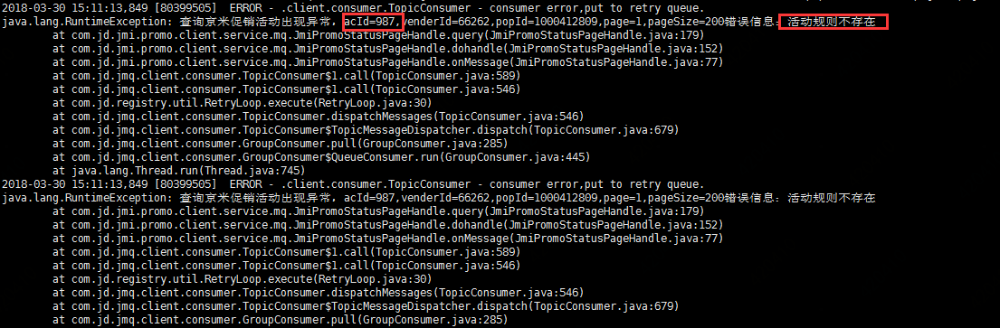 2018-03-30 15:11:13,849 [80399505]  ERROR - .client.consumer.TopicConsumer - consumer error,put to retry queue.
java.lang.RuntimeException: 查询京米促销活动出现异常，acId=987,venderId=66262,popId=1000412809,page=1,pageSize=200错误信息：活动规则不存在
at com.jd.jmi.promo.client.service.mq.JmiPromoStatusPageHandle.query(JmiPromoStatusPageHandle.java:179)
at com.jd.jmi.promo.client.service.mq.JmiPromoStatusPageHandle.dohandle(JmiPromoStatusPageHandle.java:152)
at com.jd.jmi.promo.client.service.mq.JmiPromoStatusPageHandle.onMessage(JmiPromoStatusPageHandle.java:77)
at com.jd.jmq.client.consumer.TopicConsumer$1.call(TopicConsumer.java:589)
at com.jd.jmq.client.consumer.TopicConsumer$1.call(TopicConsumer.java:546)
at com.jd.registry.util.RetryLoop.execute(RetryLoop.java:30)
at com.jd.jmq.client.consumer.TopicConsumer.dispatchMessages(TopicConsumer.java:546)
at com.jd.jmq.client.consumer.TopicConsumer$TopicMessageDispatcher.dispatch(TopicConsumer.java:679)
at com.jd.jmq.client.consumer.GroupConsumer.pull(GroupConsumer.java:285)
at com.jd.jmq.client.consumer.GroupConsumer$QueueConsumer.run(GroupConsumer.java:445)
at java.lang.Thread.run(Thread.java:745)
2018-03-30 15:11:13,849 [80399505]  ERROR - .client.consumer.TopicConsumer - consumer error,put to retry queue.
java.lang.RuntimeException: 查询京米促销活动出现异常，acId=987,venderId=66262,popId=1000412809,page=1,pageSize=200错误信息：活动规则不存在
at com.jd.jmi.promo.client.service.mq.JmiPromoStatusPageHandle.query(JmiPromoStatusPageHandle.java:179)
at com.jd.jmi.promo.client.service.mq.JmiPromoStatusPageHandle.dohandle(JmiPromoStatusPageHandle.java:152)
at com.jd.jmi.promo.client.service.mq.JmiPromoStatusPageHandle.onMessage(JmiPromoStatusPageHandle.java:77)
at com.jd.jmq.client.consumer.TopicConsumer$1.call(TopicConsumer.java:589)
at com.jd.jmq.client.consumer.TopicConsumer$1.call(TopicConsumer.java:546)
at com.jd.registry.util.RetryLoop.execute(RetryLoop.java:30)
at com.jd.jmq.client.consumer.TopicConsumer.dispatchMessages(TopicConsumer.java:546)
at com.jd.jmq.client.consumer.TopicConsumer$TopicMessageDispatcher.dispatch(TopicConsumer.java:679)
at com.jd.jmq.client.consumer.GroupConsumer.pull(GroupConsumer.java:285)